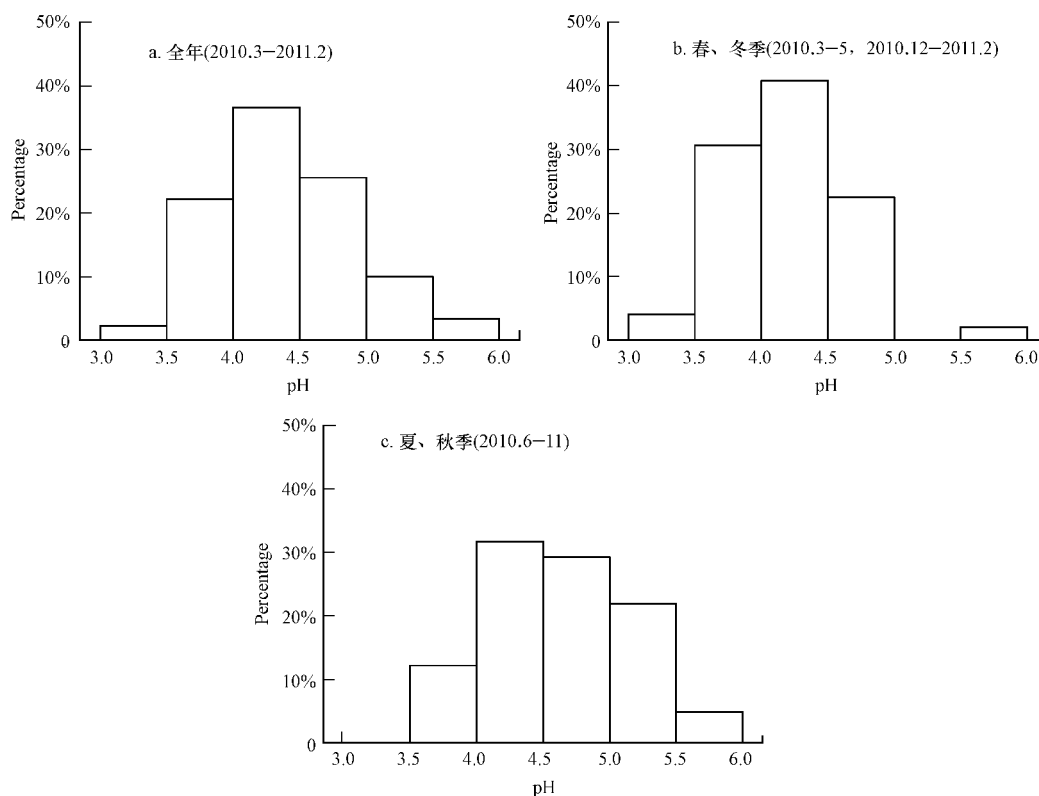 50%
a. 全年(2010.3−2011.2)
40%
30%
20%
10%
0
Percentage
3.0 3.5 4.0 4.5 5.0 5.5 6.0
pH
50%
b. 春、冬季(2010.3−5，2010.12−2011.2)
40%
30%
20%
10%
0
Percentage
3.0 3.5 4.0 4.5 5.0 5.5 6.0
pH
50%
c. 夏、秋季(2010.6−11)
40%
30%
20%
10%
0
Percentage
3.0 3.5 4.0 4.5 5.0 5.5 6.0
pH